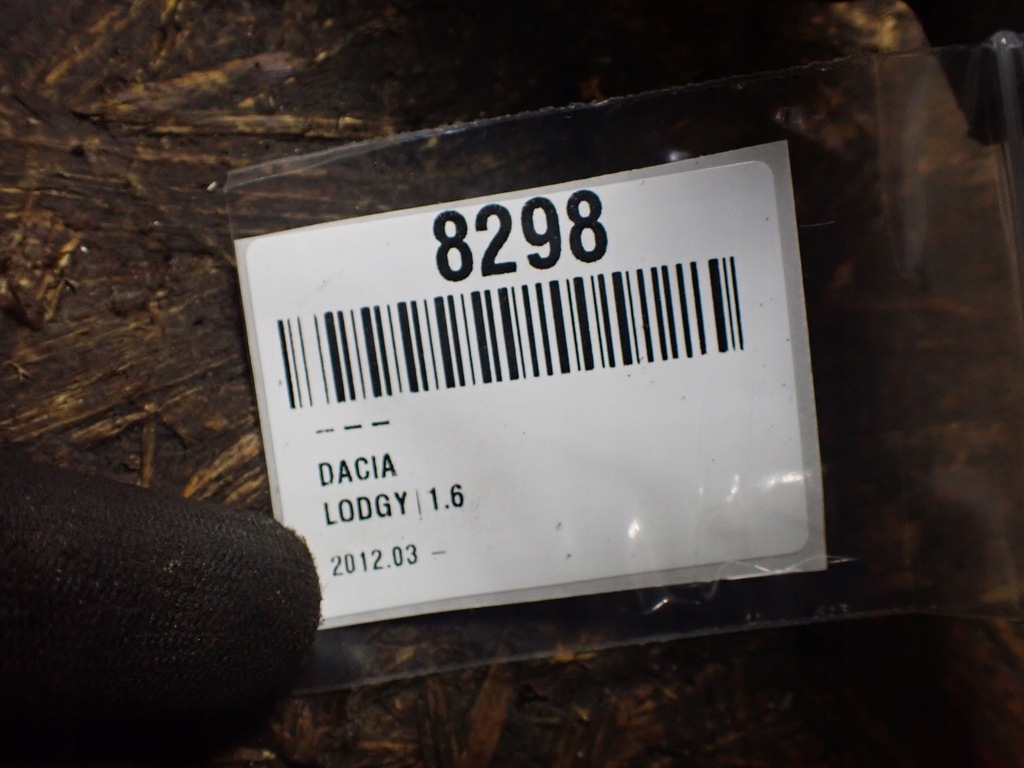 8298
– – –
DACIA
LODGY | 1.6
2012.03 –